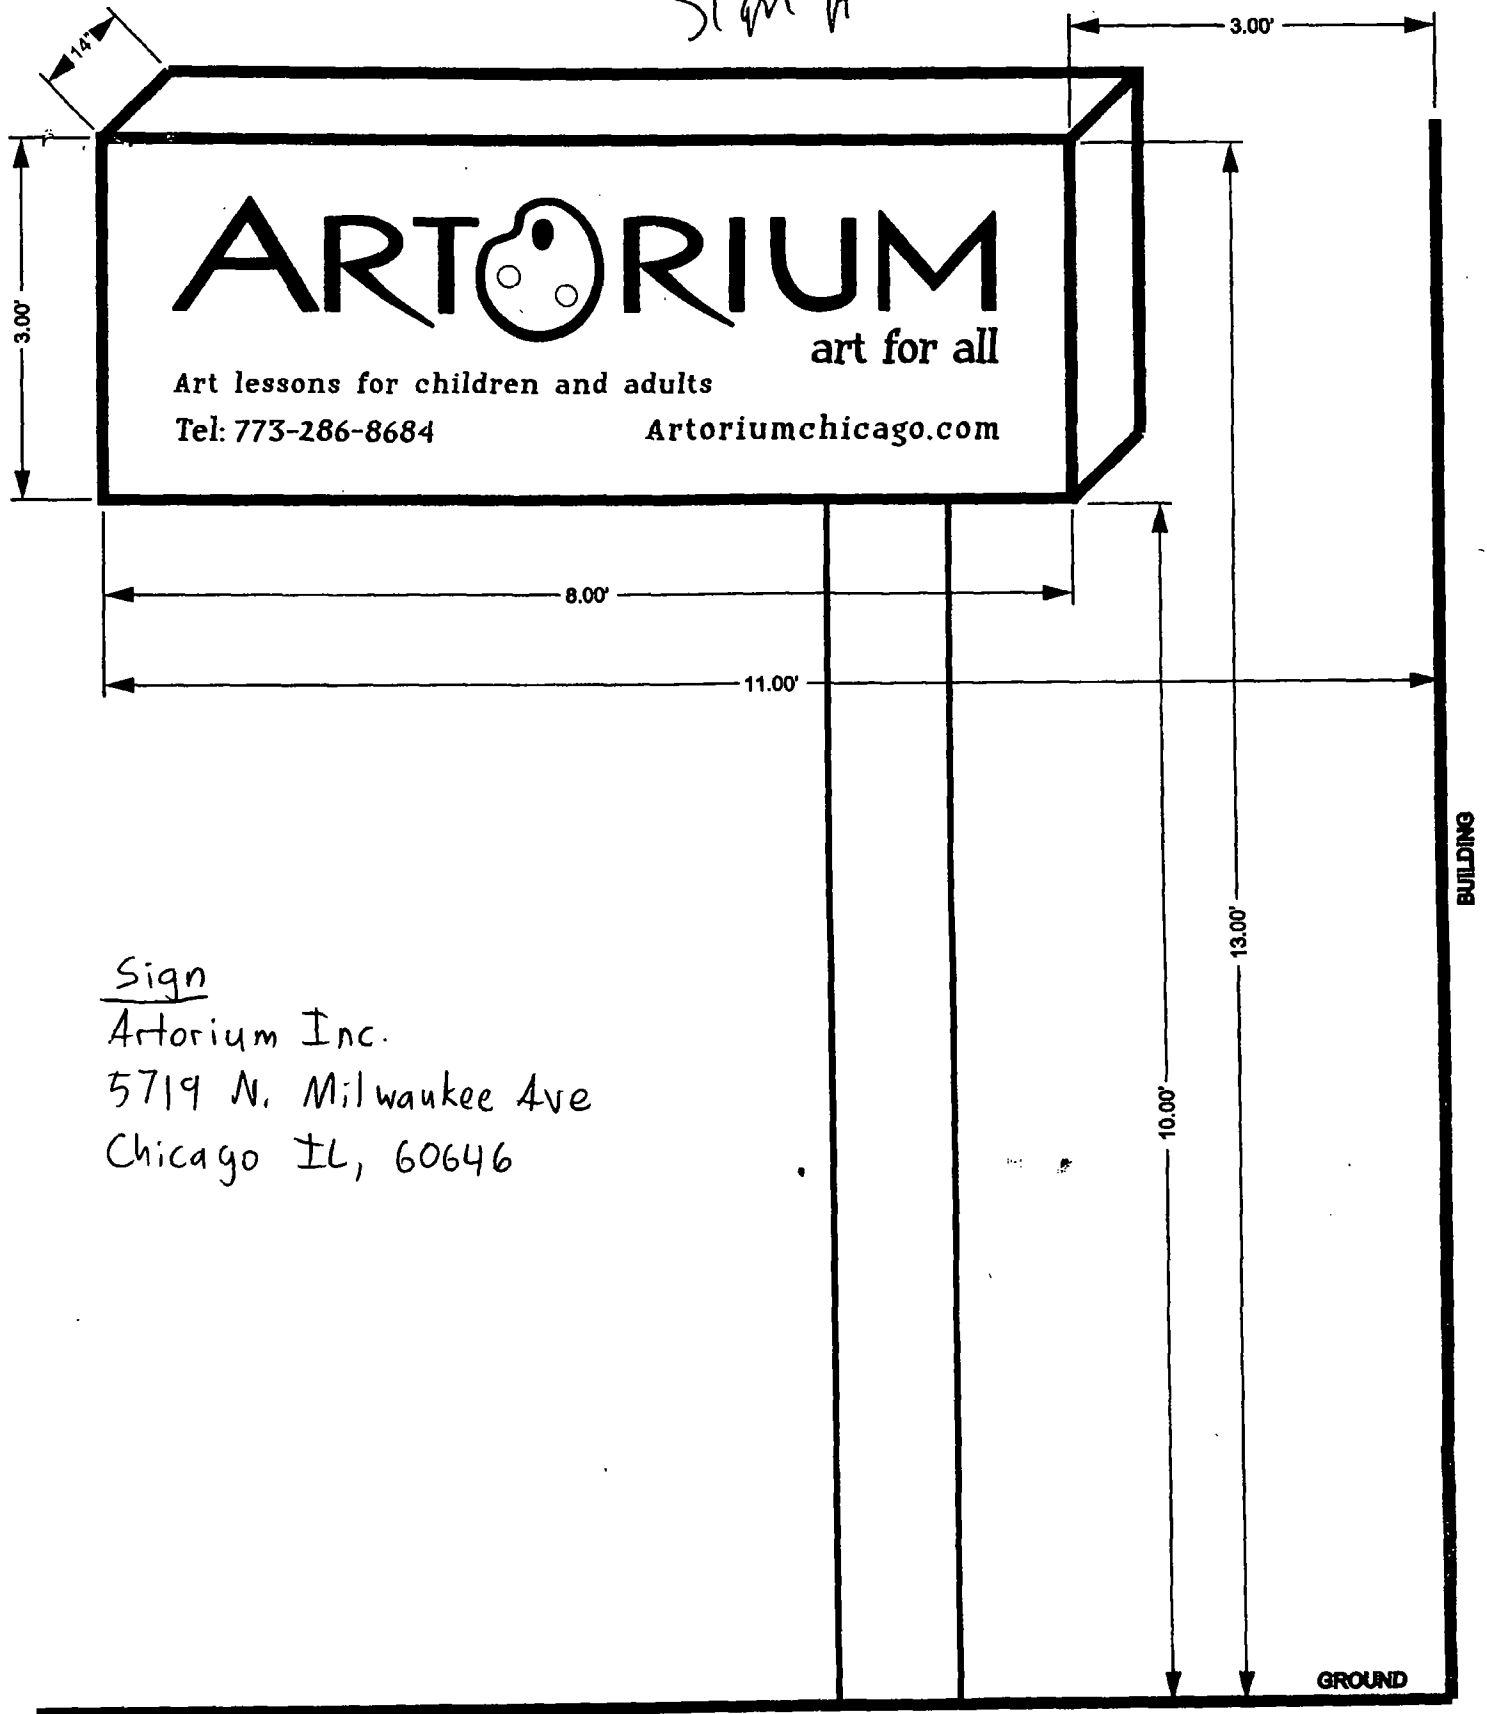 14"
3.00'
ARTORIUM
3.00'
art for all
Art lessons for children and adults
Tel: 773-286-8684 Artoriumchicago.com
8.00'
11.00'
BUILDING
13.00'
10.00'
Sign
Artorium Inc.
5719 N. Milwaukee Ave
Chicago IL, 60646
GROUND